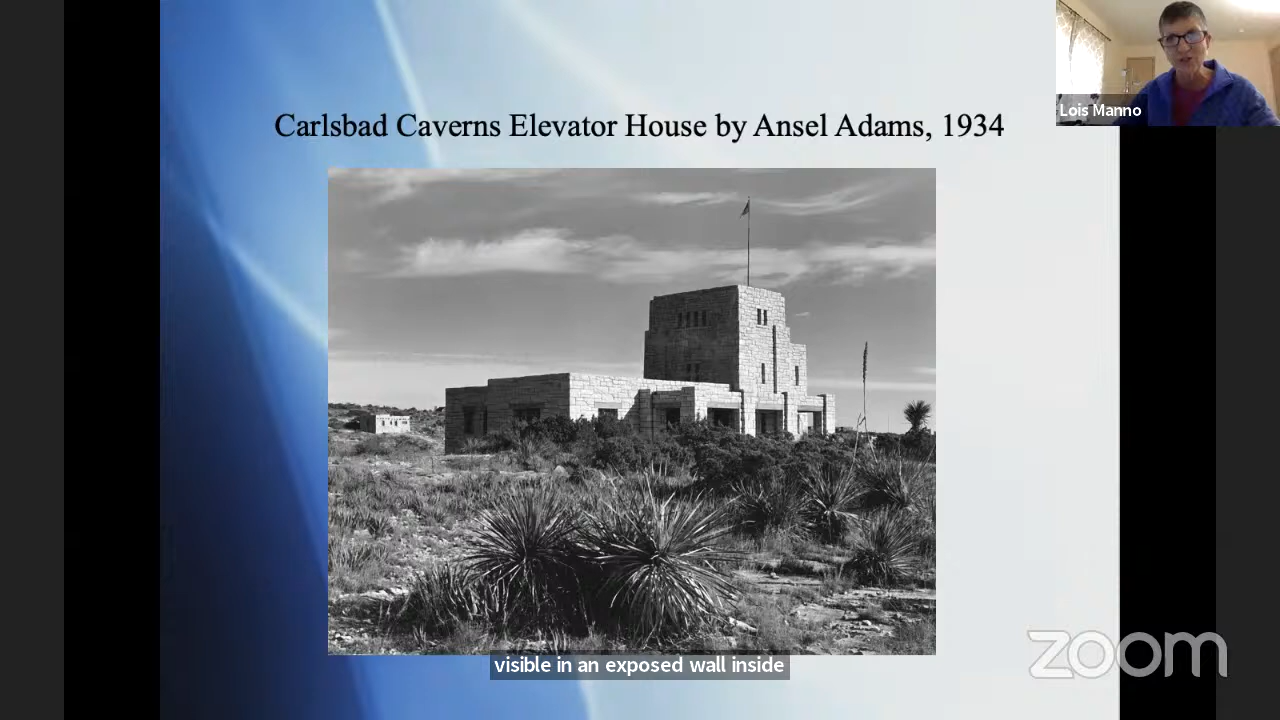 Carlsbad Caverns Elevator House by Ansel Adams, 1934
Lois Manno
visible in an exposed wall inside
zoom